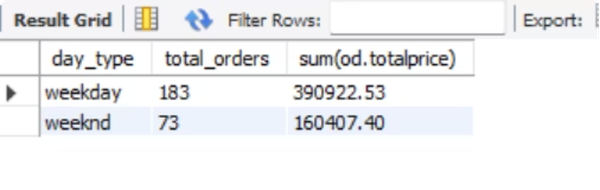 Result Grid Filter Rows: Export:
day_type total_orders sum(od.totalprice)
weekday 183 390922.53
weeknd 73 160407.40